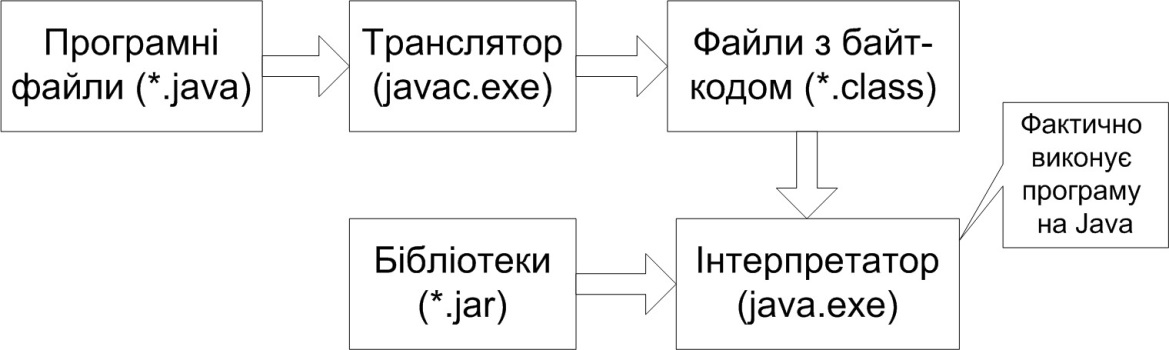 Програмні
файли (*.java)
Транслятор
(javac.exe)
Файли з байт-
кодом (*.class)
Фактично
виконує
програму
на Java
Бібліотеки
(*.jar)
Інтерпретатор
(java.exe)